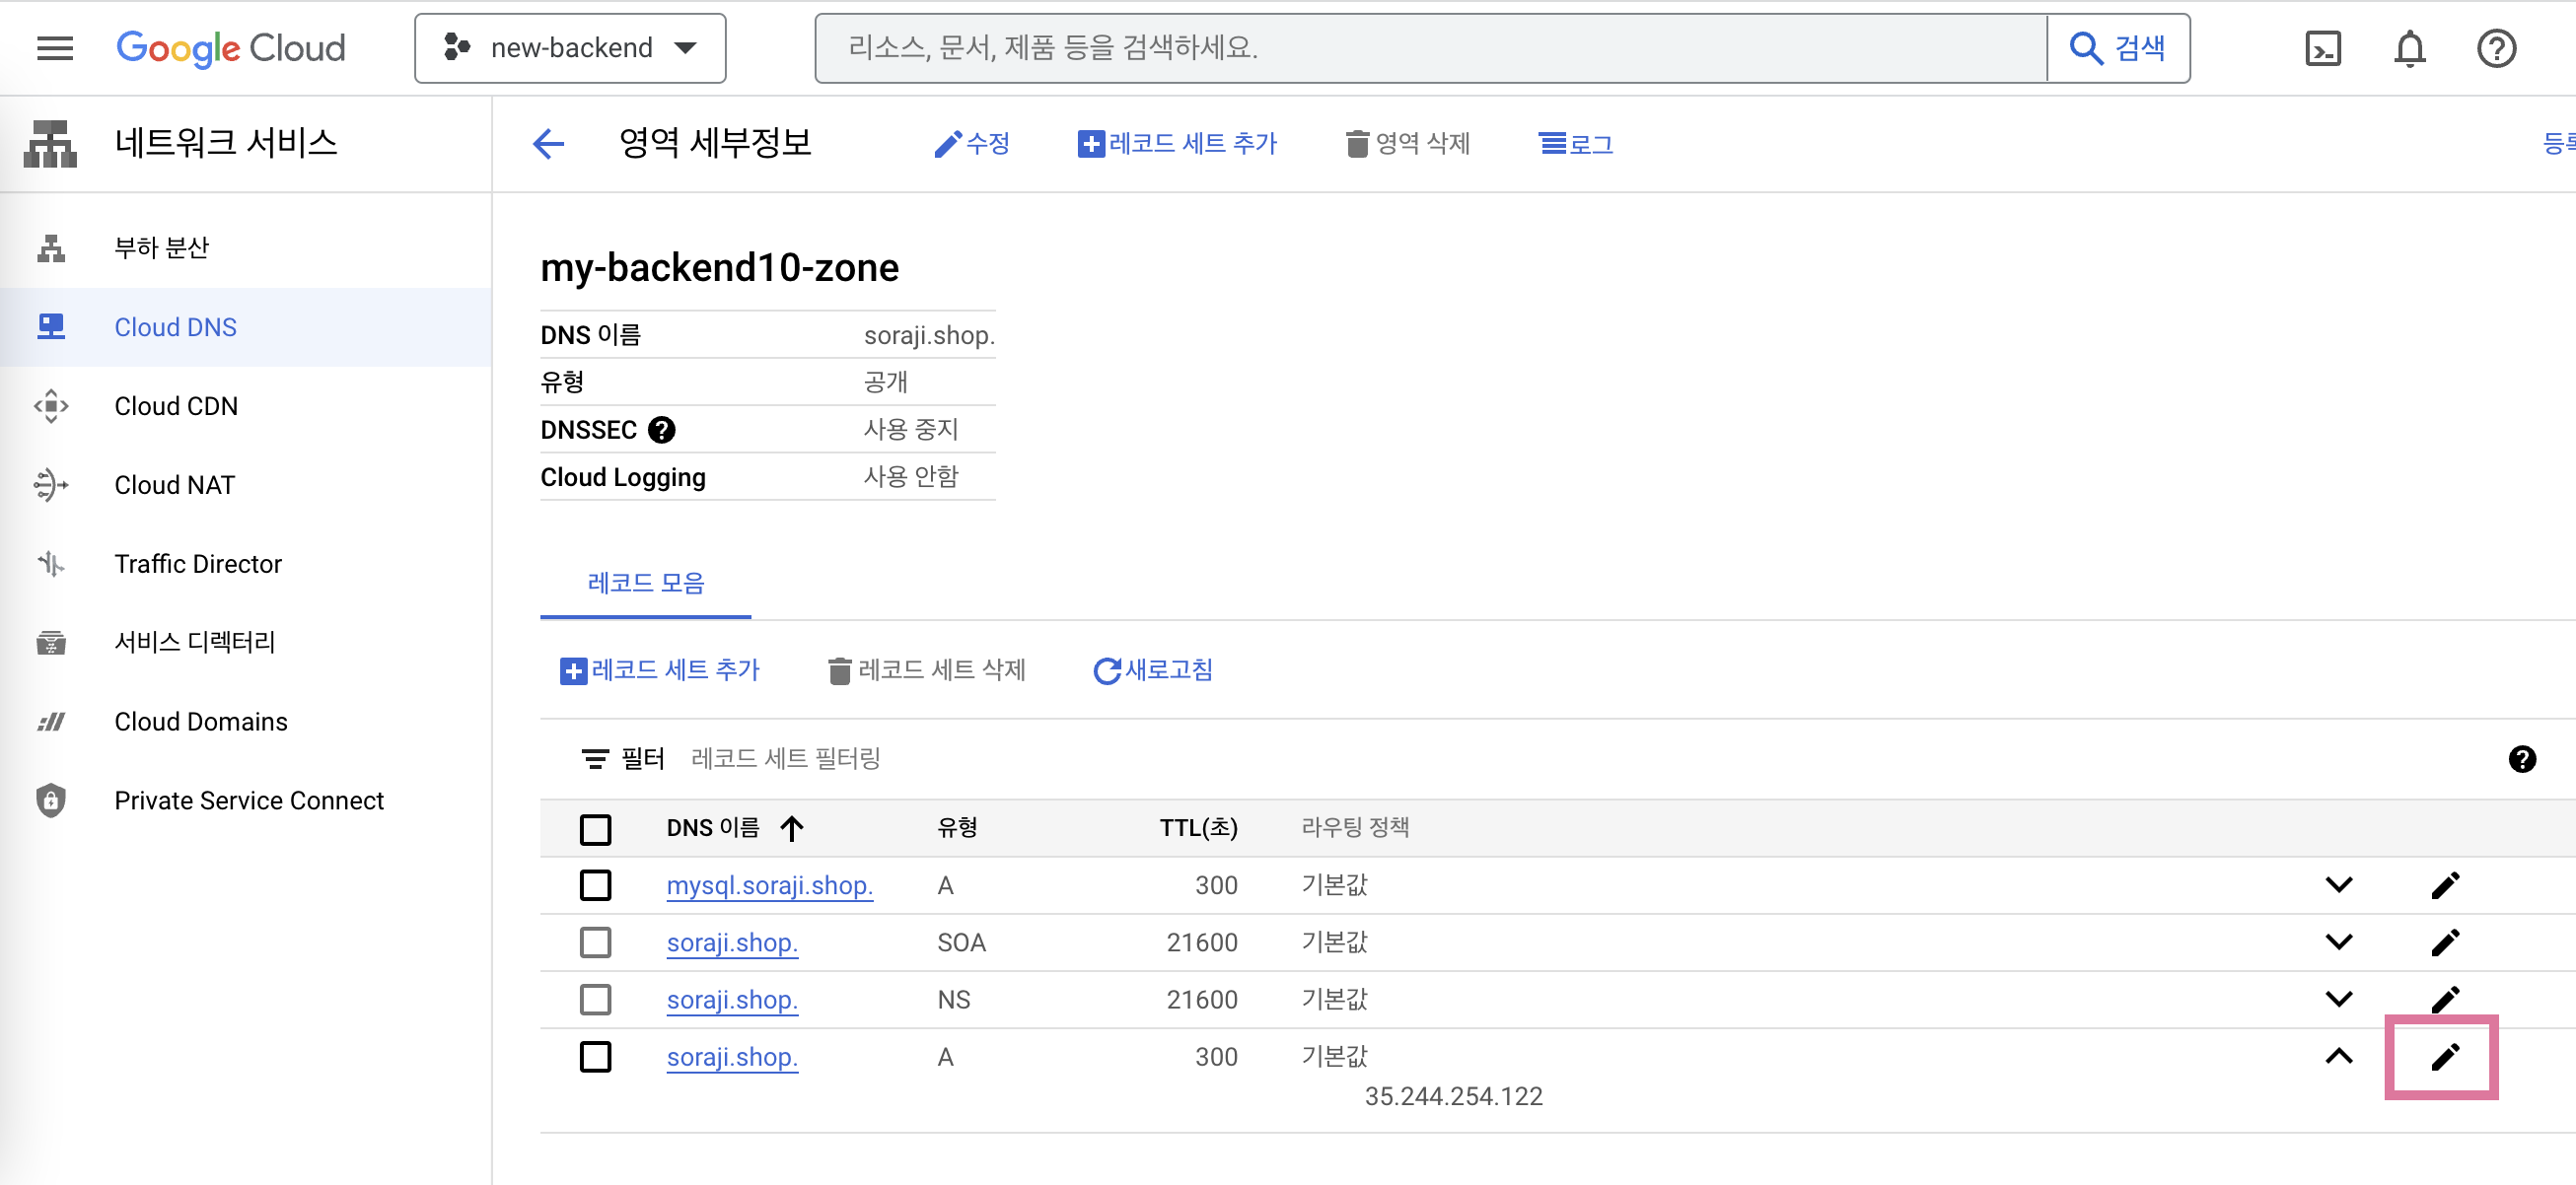 Google Cloud
new-backend
리소스, 문서, 제품 등을 검색하세요.
검색
네트워크 서비스
영역 세부정보
수정
레코드 세트 추가
영역 삭제
로그
부하 분산
Cloud DNS
Cloud CDN
Cloud NAT
Traffic Director
서비스 디렉터리
Cloud Domains
Private Service Connect
my-backend10-zone
DNS 이름 soraji.shop.
유형 공개
DNSSEC ? 사용 중지
Cloud Logging 사용 안함
레코드 모음
레코드 세트 추가 레코드 세트 삭제 새로고침
필터 레코드 세트 필터링
DNS 이름 유형 TTL(초) 라우팅 정책
mysql.soraji.shop. A 300 기본값
soraji.shop. SOA 21600 기본값
soraji.shop. NS 21600 기본값
soraji.shop. A 300 기본값
35.244.254.122